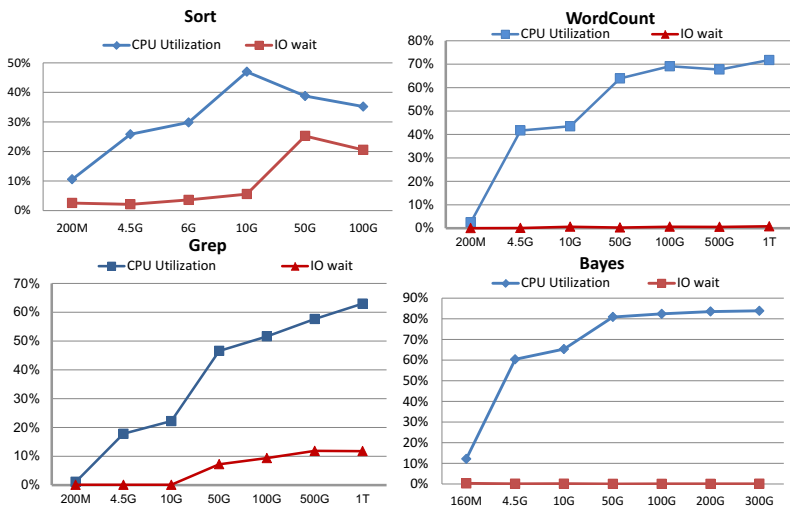 Sort
CPU Utilization IO wait
50%
40%
30%
20%
10%
0%
200M 4.5G 6G 10G 50G 100G
WordCount
CPU Utilization IO wait
80%
70%
60%
50%
40%
30%
20%
10%
0%
200M 4.5G 10G 50G 100G 500G 1T
Grep
CPU Utilization IO wait
70%
60%
50%
40%
30%
20%
10%
0%
200M 4.5G 10G 50G 100G 500G 1T
Bayes
CPU Utilization IO wait
90%
80%
70%
60%
50%
40%
30%
20%
10%
0%
160M 4.5G 10G 50G 100G 200G 300G